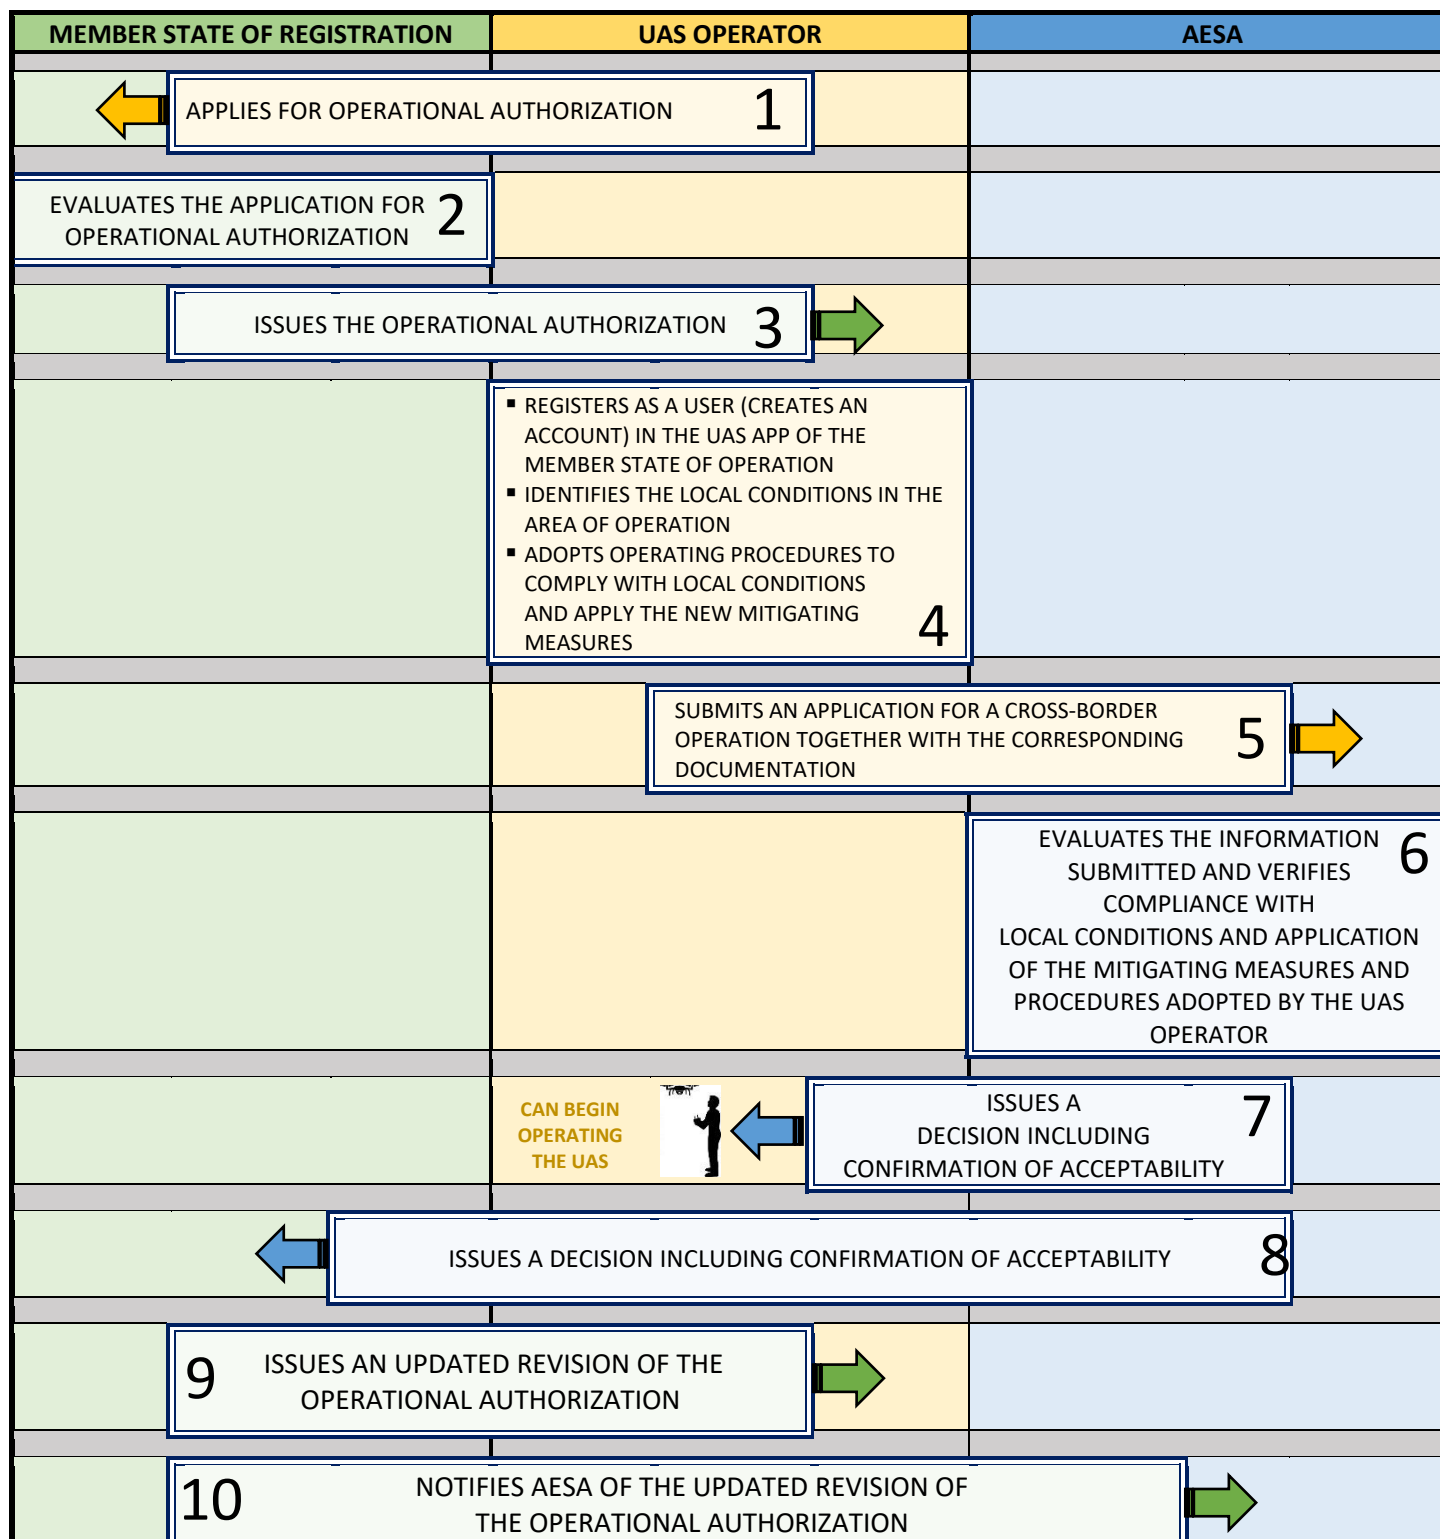 MEMBER STATE OF REGISTRATION
UAS OPERATOR
AESA
APPLIES FOR OPERATIONAL AUTHORIZATION
1
EVALUATES THE APPLICATION FOR
OPERATIONAL AUTHORIZATION
2
ISSUES THE OPERATIONAL AUTHORIZATION
3
▪ REGISTERS AS A USER (CREATES AN
ACCOUNT) IN THE UAS APP OF THE
MEMBER STATE OF OPERATION
▪ IDENTIFIES THE LOCAL CONDITIONS IN THE
AREA OF OPERATION
▪ ADOPTS OPERATING PROCEDURES TO
COMPLY WITH LOCAL CONDITIONS
AND APPLY THE NEW MITIGATING
MEASURES
4
SUBMITS AN APPLICATION FOR A CROSS-BORDER
OPERATION TOGETHER WITH THE CORRESPONDING
DOCUMENTATION
5
EVALUATES THE INFORMATION
SUBMITTED AND VERIFIES
COMPLIANCE WITH
LOCAL CONDITIONS AND APPLICATION
OF THE MITIGATING MEASURES AND
PROCEDURES ADOPTED BY THE UAS
OPERATOR
6
CAN BEGIN
OPERATING
THE UAS
ISSUES A
DECISION INCLUDING
CONFIRMATION OF ACCEPTABILITY
7
ISSUES A DECISION INCLUDING CONFIRMATION OF ACCEPTABILITY
8
9
ISSUES AN UPDATED REVISION OF THE
OPERATIONAL AUTHORIZATION
10
NOTIFIES AESA OF THE UPDATED REVISION OF
THE OPERATIONAL AUTHORIZATION